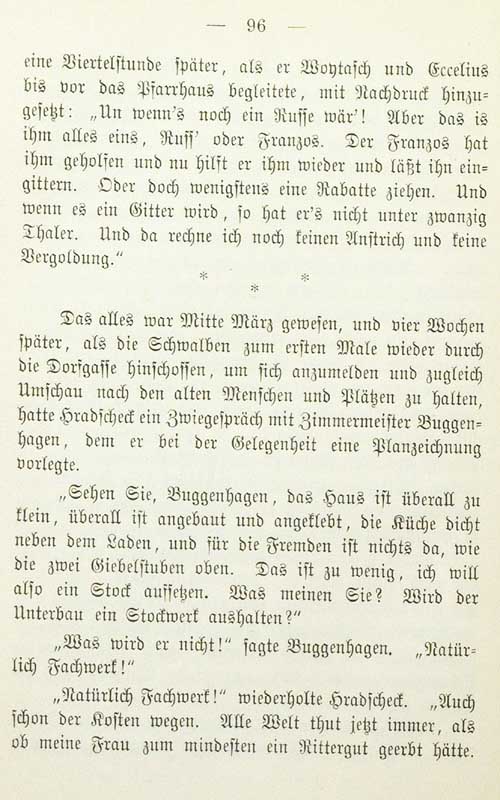 — 96 —
eine Viertelstunde später, als er Woytasch und Eccelius
bis vor das Pfarrhaus begleitete, mit Nachdruck hinzu-
gesetzt: „Un wenn's noch ein Russe wär'! Aber das is
ihm alles eins, Russ' oder Franzos. Der Franzos hat
ihm geholfen und nu hilft er ihm wieder und läßt ihn ein-
gittern. Oder doch wenigstens eine Rabatte ziehen. Und
wenn es ein Gitter wird, so hat er's nicht unter zwanzig
Thaler. Und da rechne ich noch keinen Anstrich und keine
Vergoldung.“
* * *
Das alles war Mitte März gewesen, und vier Wochen
später, als die Schwalben zum ersten Male wieder durch
die Dorfgasse hinschossen, um sich anzumelden und zugleich
Umschau nach den alten Menschen und Plätzen zu halten,
hatte Hradscheck ein Zwiegespräch mit Zimmermeister Buggen-
hagen, dem er bei der Gelegenheit eine Planzeichnung
vorlegte.
„Sehen Sie, Buggenhagen, das Haus ist überall zu
klein, überall ist angebaut und angeklebt, die Küche dicht
neben dem Laden, und für die Fremden ist nichts da, wie
die zwei Giebelstuben oben. Das ist zu wenig, ich will
also ein Stock aufsetzen. Was meinen Sie? Wird der
Unterbau ein Stockwerk aushalten?“
„Was wird er nicht!“ sagte Buggenhagen. „Natür-
lich Fachwerk!“
„Natürlich Fachwerk!“ wiederholte Hradscheck. „Auch
schon der Kosten wegen. Alle Welt thut jetzt immer, als
ob meine Frau zum mindesten ein Rittergut geerbt hätte.